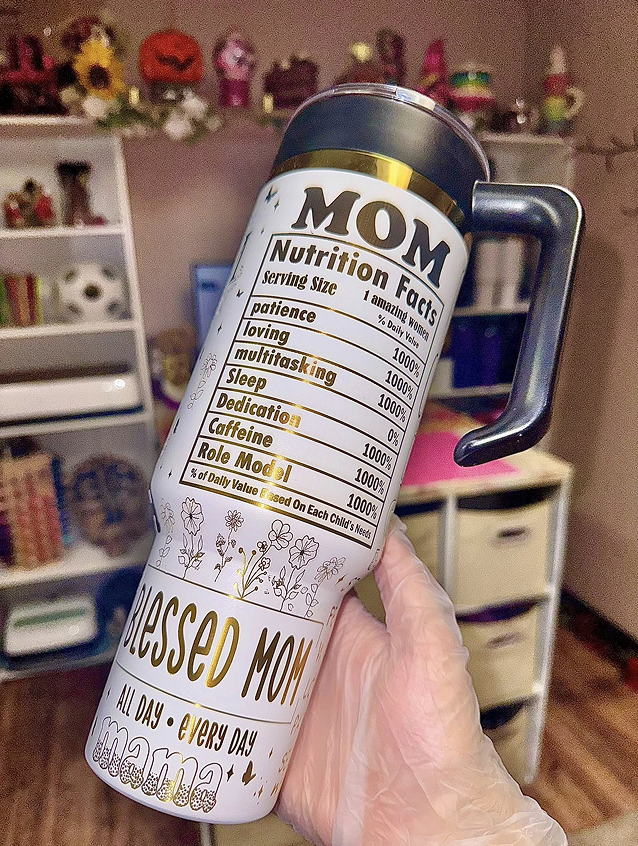 MOM
Nutrition Facts
Serving Size 1 amazing women
% Daily Value
patience 1000%
loving 1000%
multitasking 1000%
Sleep 0%
Dedication 1000%
Caffeine 1000%
Role Model 1000%
% of Daily Value Based On Each Child's Needs
BLESSED MOM
ALL DAY • EVERY DAY
mama